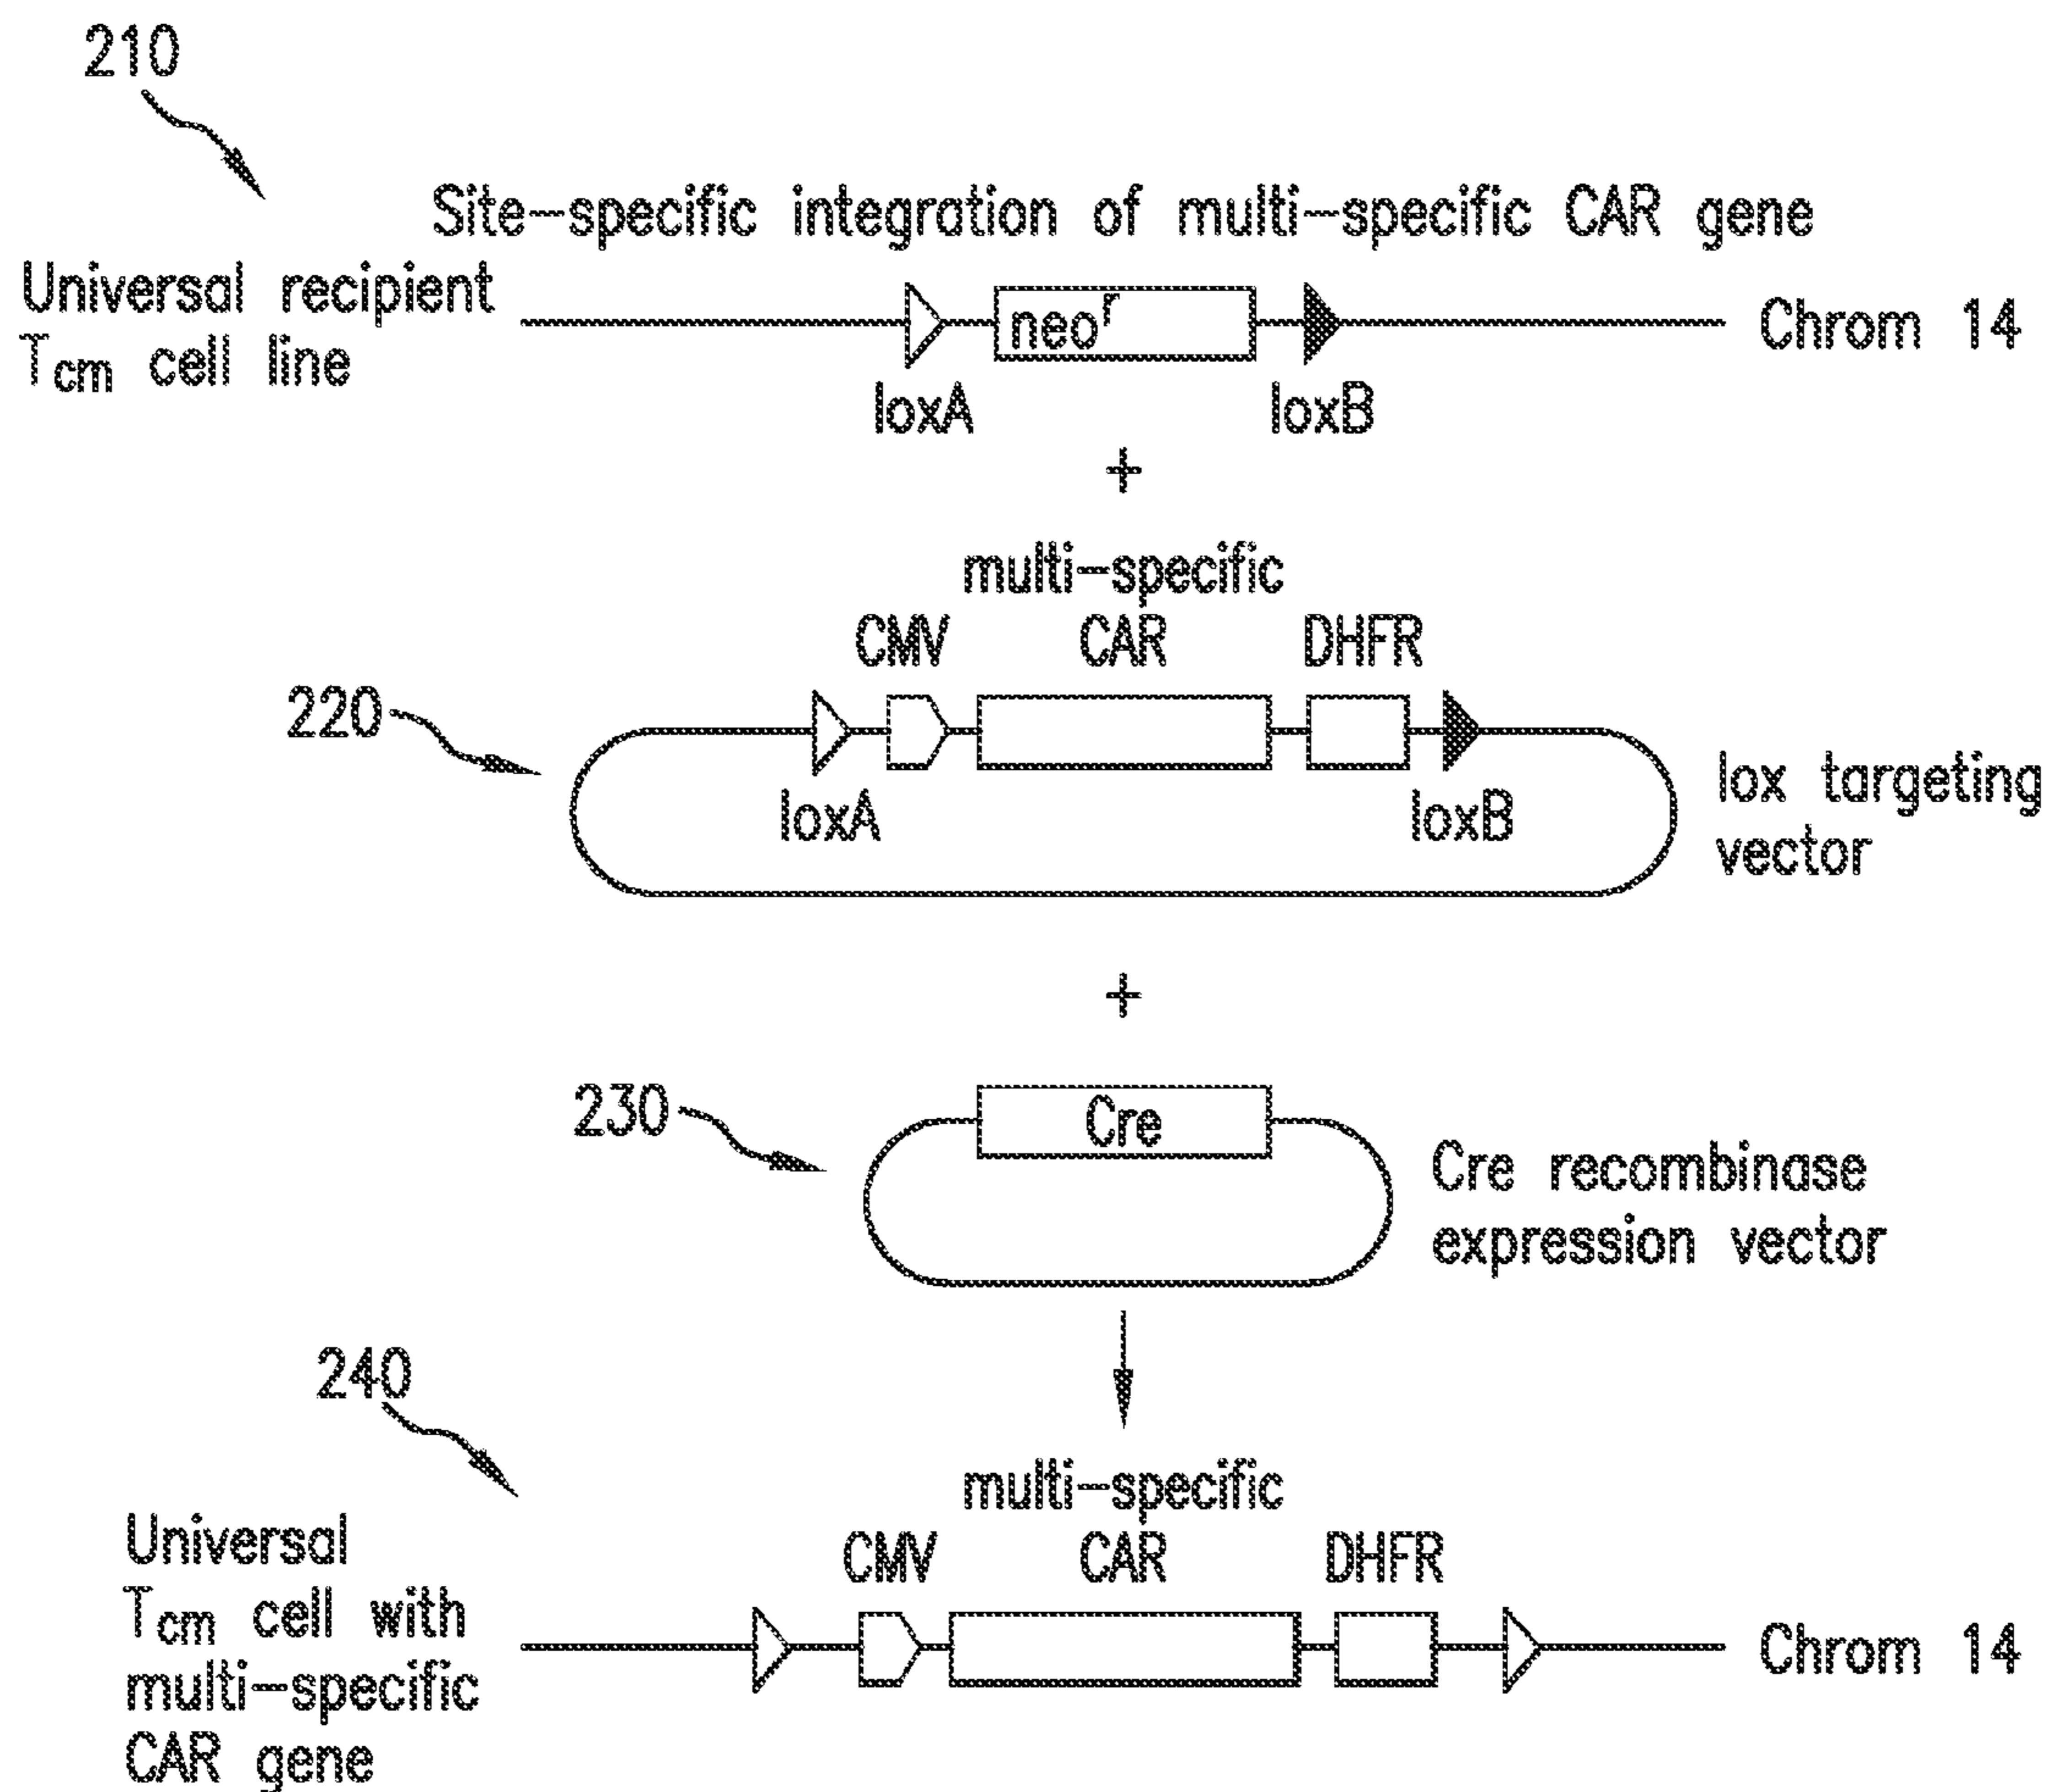 210
Site-specific integration of multi-specific CAR gene
Universal recipient
Tcm cell line
neoʳ
Chrom 14
loxA
loxB
+
multi-specific
CMV CAR DHFR
220
loxA
loxB
lox targeting
vector
+
230
Cre
Cre recombinase
expression vector
240
multi-specific
CMV CAR DHFR
Universal
Tcm cell with
multi-specific
CAR gene
Chrom 14